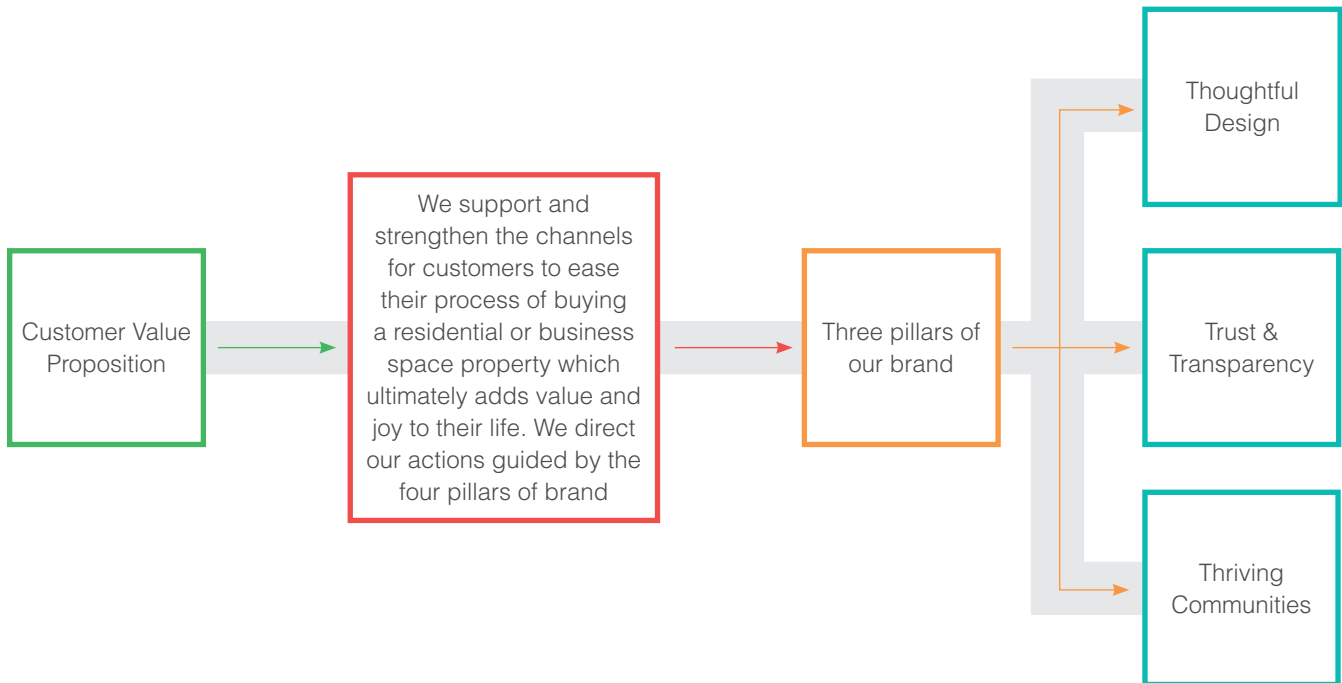 Customer Value
Proposition
We support and
strengthen the channels
for customers to ease
their process of buying
a residential or business
space property which
ultimately adds value and
joy to their life. We direct
our actions guided by the
four pillars of brand
Three pillars of
our brand
Thoughtful
Design
Trust &
Transparency
Thriving
Communities